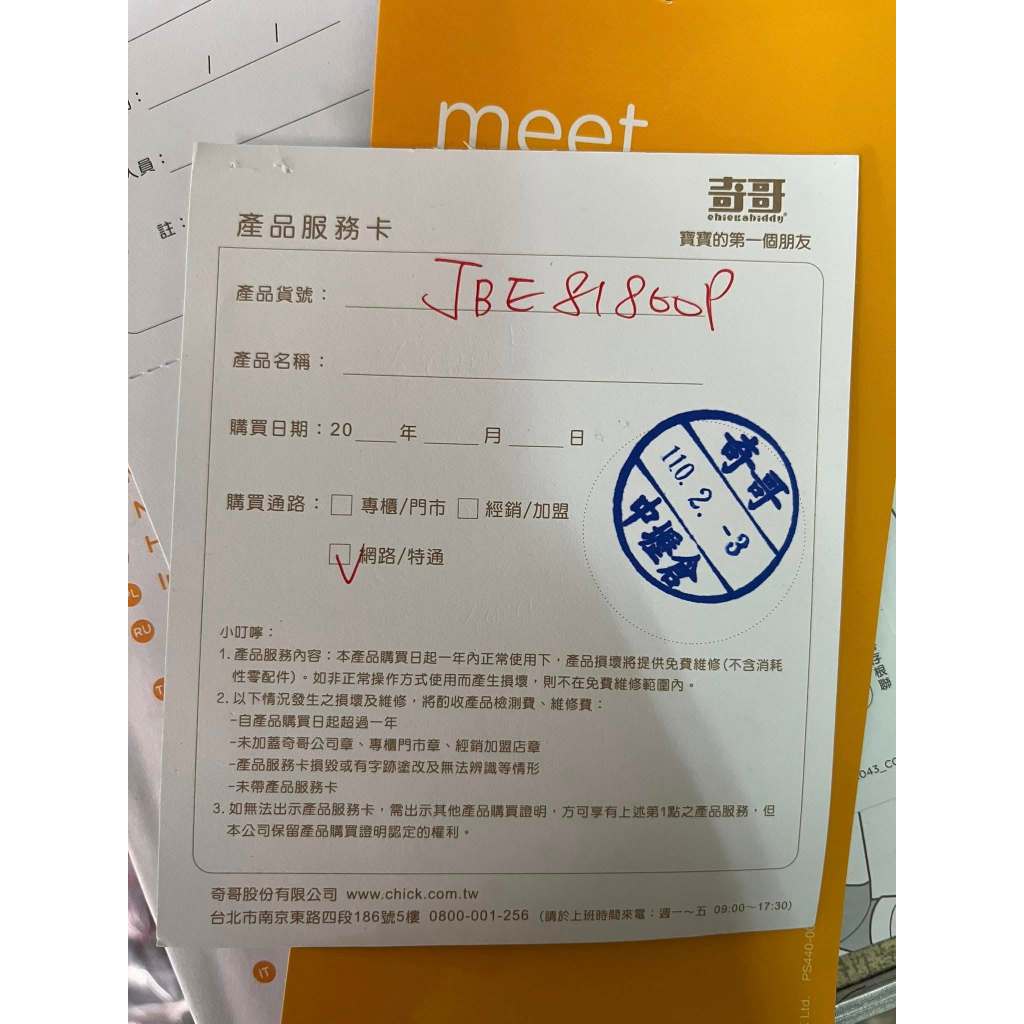 meet
人員：
註：
奇哥
chickabiddy
寶寶的第一個朋友
產品服務卡
產品貨號： JBE81800P
產品名稱：
購買日期：20 年 月 日
奇哥
110.2.-3
中壢倉
購買通路：□ 專櫃/門市 □ 經銷/加盟
□ 網路/特通
小叮嚀：
1. 產品服務內容：本產品購買日起一年內正常使用下，產品損壞將提供免費維修(不含消耗
性零配件)。如非正常操作方式使用而產生損壞，則不在免費維修範圍內。
2. 以下情況發生之損壞及維修，將酌收產品檢測費、維修費：
-自產品購買日起超過一年
-未加蓋奇哥公司章、專櫃門市章、經銷加盟店章
-產品服務卡損毀或有字跡塗改及無法辨識等情形
-未帶產品服務卡
3. 如無法出示產品服務卡，需出示其他產品購買證明，方可享有上述第1點之產品服務，但
本公司保留產品購買證明認定的權利。
奇哥股份有限公司 www.chick.com.tw
台北市南京東路四段186號5樓 0800-001-256 (請於上班時間來電：週一～五 09:00～17:30)
RU
IT
存根聯